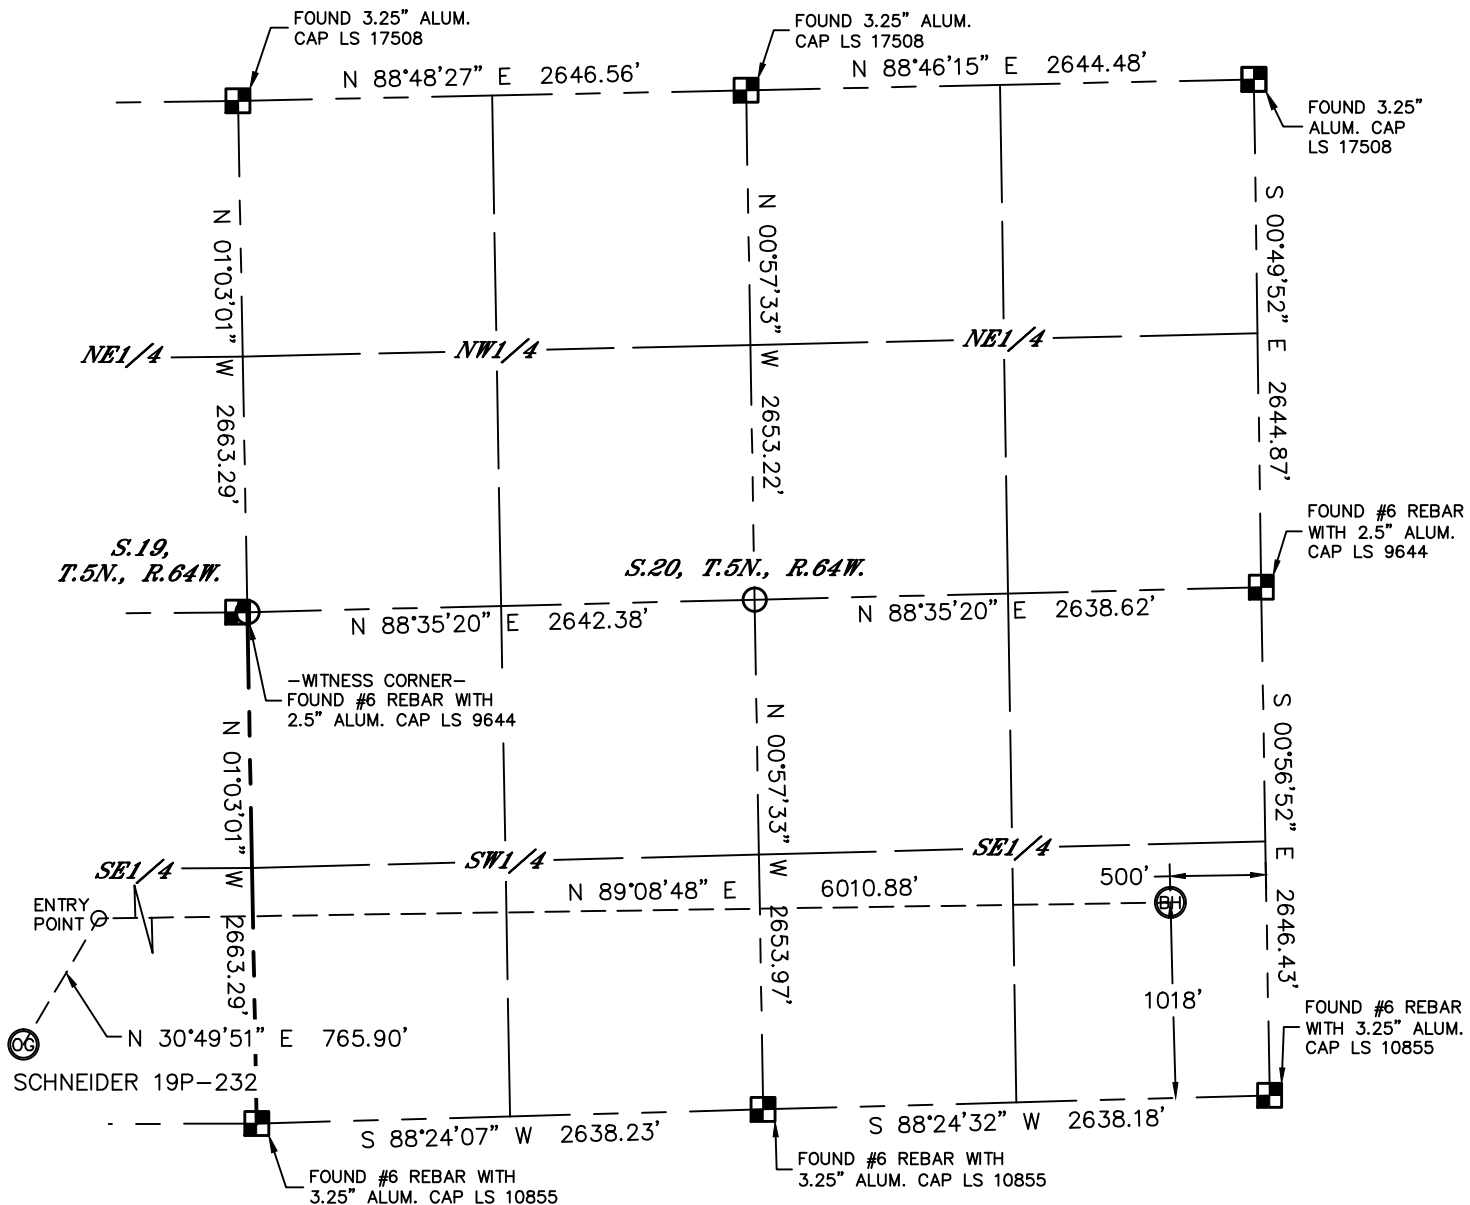 FOUND 3.25” ALUM.
CAP LS 17508
FOUND 3.25” ALUM.
CAP LS 17508
N 88°48’27” E 2646.56’
N 88°46’15” E 2644.48’
FOUND 3.25”
ALUM. CAP
LS 17508
N 01°03’01” W 2663.29’
N 00°57’33” W 2653.22’
S 00°49’52” E 2644.87’
NE1/4
NW1/4
NE1/4
FOUND #6 REBAR
WITH 2.5” ALUM.
CAP LS 9644
S.19,
T.5N., R.64W.
S.20, T.5N., R.64W.
N 88°35’20” E 2642.38’
N 88°35’20” E 2638.62’
–WITNESS CORNER–
FOUND #6 REBAR WITH
2.5” ALUM. CAP LS 9644
N 01°03’01” W 2663.29’
N 00°57’33” W 2653.97’
S 00°56’52” E 2646.43’
SE1/4
SW1/4
SE1/4
N 89°08’48” E 6010.88’
500’
BH
ENTRY
POINT
1018’
N 30°49’51” E 765.90’
OG
SCHNEIDER 19P–232
FOUND #6 REBAR
WITH 3.25” ALUM.
CAP LS 10855
S 88°24’07” W 2638.23’
S 88°24’32” W 2638.18’
FOUND #6 REBAR WITH
3.25” ALUM. CAP LS 10855
FOUND #6 REBAR WITH
3.25” ALUM. CAP LS 10855